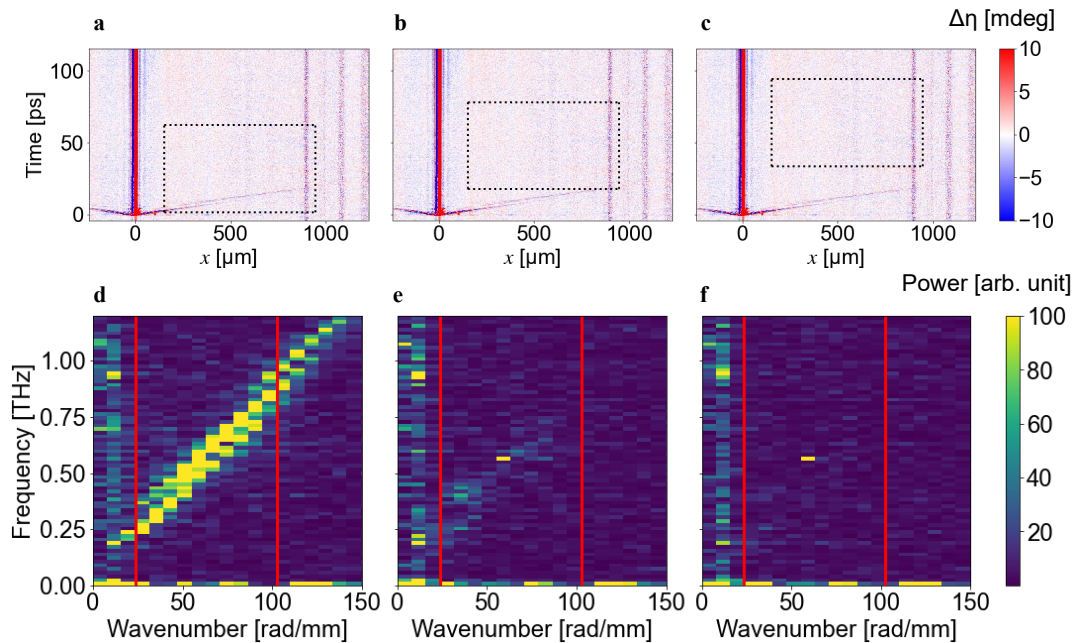 a
b
c
Δη [mdeg]
Time [ps]
100
50
0
0
500
1000
0
500
1000
0
500
1000
10
5
0
−5
−10
x [μm]
x [μm]
x [μm]
d
e
f
Power [arb. unit]
Frequency [THz]
1.00
0.75
0.50
0.25
0.00
0
50
100
150
0
50
100
150
0
50
100
150
100
80
60
40
20
Wavenumber [rad/mm]
Wavenumber [rad/mm]
Wavenumber [rad/mm]